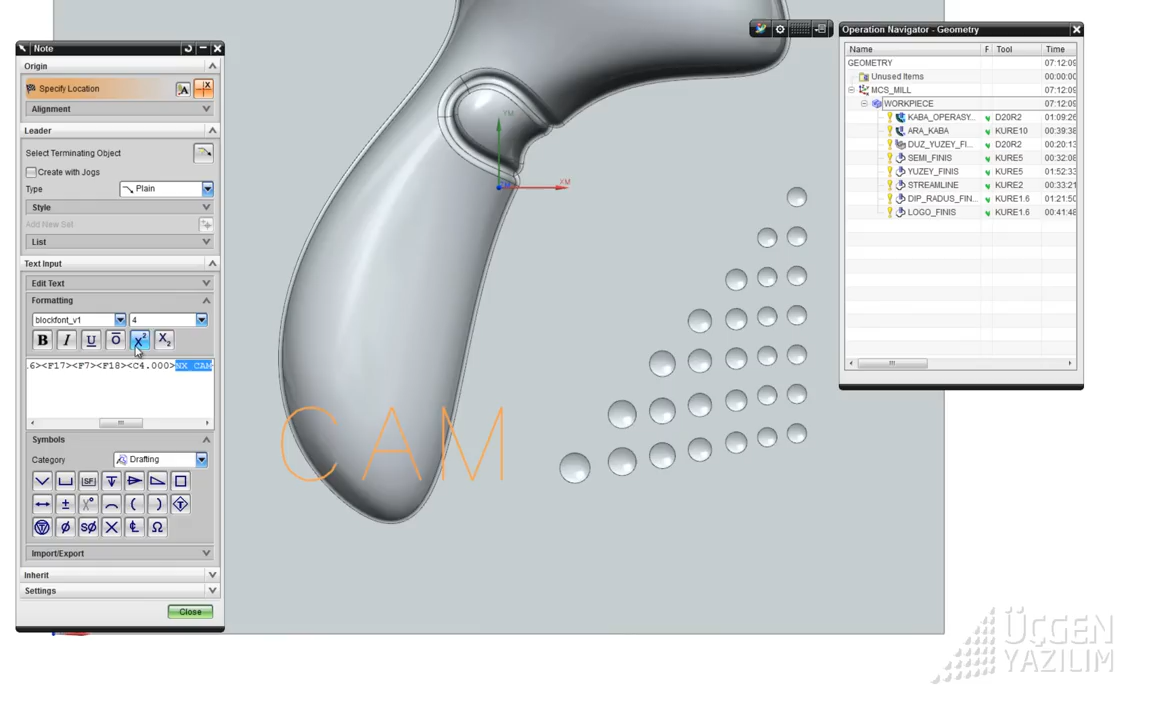 Note
Origin
Specify Location
Alignment
Leader
Select Terminating Object
Create with Jogs
Type
Plain
Style
Add New Set
List
Text Input
Edit Text
Formatting
blockfont_v1
4
B I U O X² X₂
.6><F17><F7><F18><C4.000>NX CAM
Symbols
Category
Drafting
Import/Export
Inherit
Settings
Close
CAM
YM
XM
Operation Navigator - Geometry
Name F Tool Time
GEOMETRY 07:12:09
Unused Items 00:00:00
MCS_MILL 07:12:09
WORKPIECE 07:12:09
KABA_OPERASY... D20R2 01:09:26
ARA_KABA KURE10 00:39:38
DUZ_YUZEY_FI... D20R2 00:20:13
SEMI_FINIS KURE5 00:32:08
YUZEY_FINIS KURE5 01:52:33
STREAMLINE KURE2 00:33:21
DIP_RADUS_FIN... KURE1.6 01:21:50
LOGO_FINIS KURE1.6 00:41:48
ÜÇGEN
YAZILIM